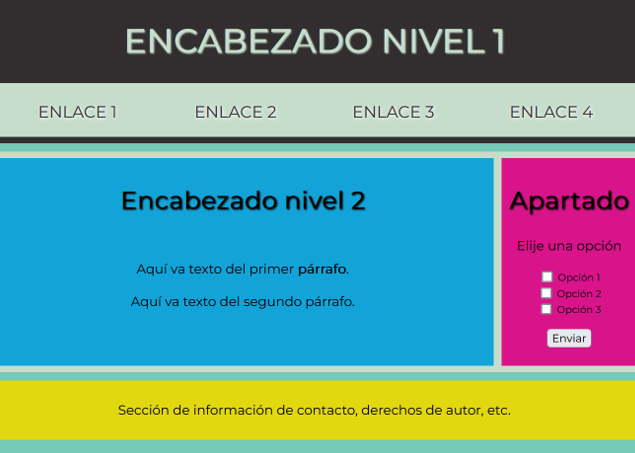 ENCABEZADO NIVEL 1
ENLACE 1 ENLACE 2 ENLACE 3 ENLACE 4
Encabezado nivel 2
Aquí va texto del primer párrafo.
Aquí va texto del segundo párrafo.
Apartado
Elije una opción
Opción 1
Opción 2
Opción 3
Enviar
Sección de información de contacto, derechos de autor, etc.